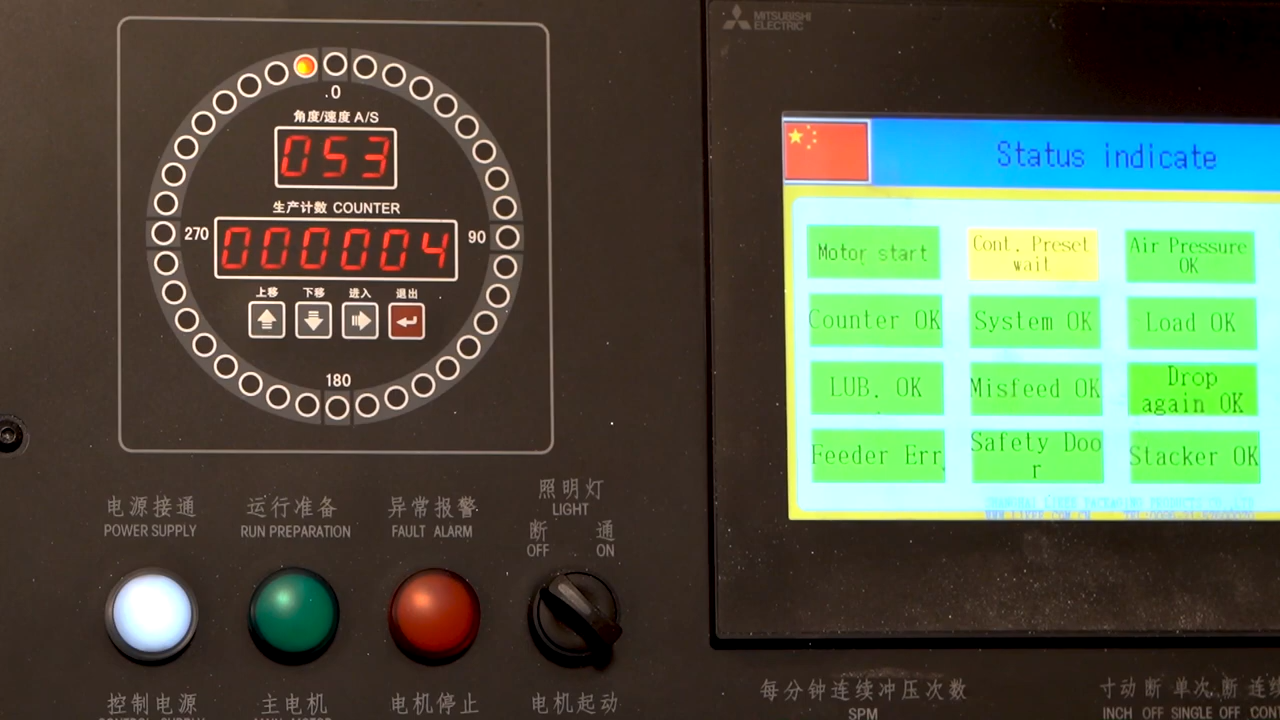 MITSUBISHI
ELECTRIC
.0
角度/速度 A/S
053
生产计数 COUNTER
270
000004
90
上移 下移 进入 退出
180
Status indicate
Motor start
Cont. Preset
wait
Air Pressure
OK
Counter OK
System OK
Load OK
LUB. OK
Misfeed OK
Drop
again OK
Feeder Err
Safety Doo
r
Stacker OK
电源接通
POWER SUPPLY
运行准备
RUN PREPARATION
异常报警
FAULT ALARM
照明灯
LIGHT
断 通
OFF ON
控制电源
CONTROL SUPPLY
主电机
MAIN MOTOR
电机停止
电机起动
每分钟连续冲压次数
SPM
寸动 断 单次 断
INCH OFF SINGLE OFF